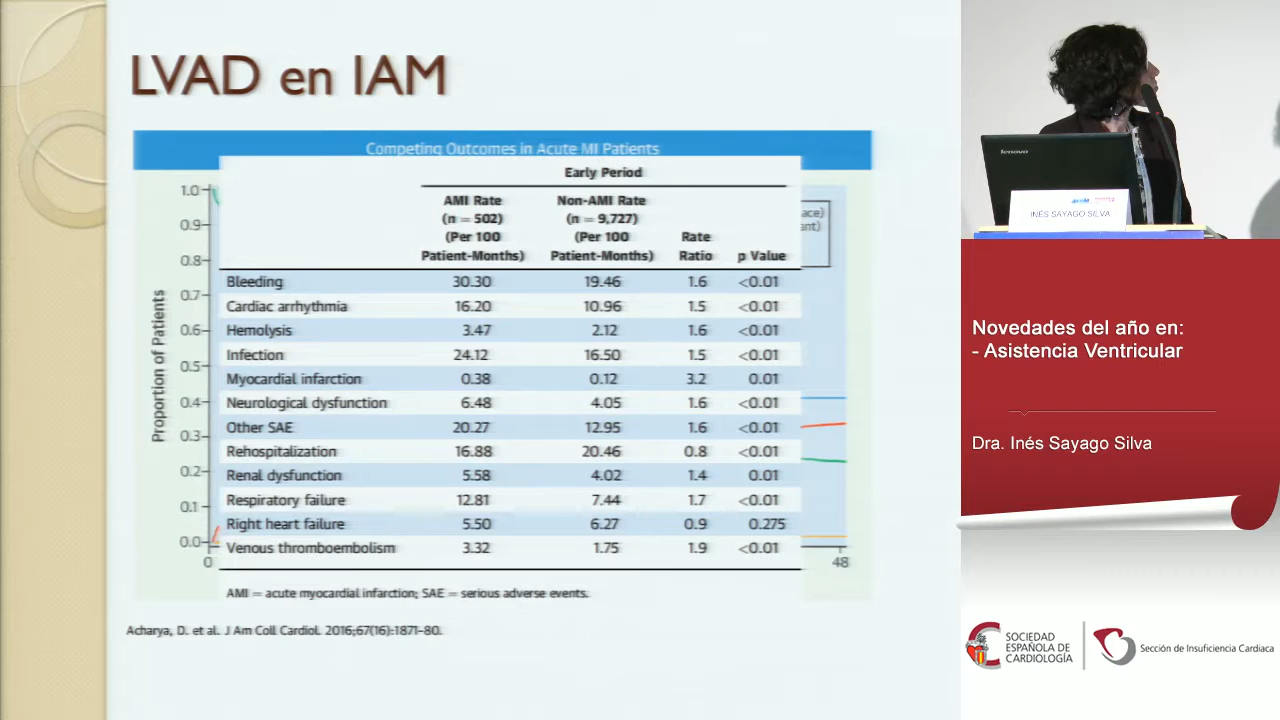 LVAD en IAM
Competing Outcomes in Acute MI Patients
Early Period
AMI Rate (n = 502) (Per 100 Patient-Months) Non-AMI Rate (n = 9,727) (Per 100 Patient-Months) Rate Ratio p Value
Bleeding 30.30 19.46 1.6 <0.01
Cardiac arrhythmia 16.20 10.96 1.5 <0.01
Hemolysis 3.47 2.12 1.6 <0.01
Infection 24.12 16.50 1.5 <0.01
Myocardial infarction 0.38 0.12 3.2 0.01
Neurological dysfunction 6.48 4.05 1.6 <0.01
Other SAE 20.27 12.95 1.6 <0.01
Rehospitalization 16.88 20.46 0.8 <0.01
Renal dysfunction 5.58 4.02 1.4 0.01
Respiratory failure 12.81 7.44 1.7 <0.01
Right heart failure 5.50 6.27 0.9 0.275
Venous thromboembolism 3.32 1.75 1.9 <0.01
AMI = acute myocardial infarction; SAE = serious adverse events.
Proportion of Patients
1.0
0.9
0.8
0.7
0.6
0.5
0.4
0.3
0.2
0.1
0.0
0
48
ace)
ant)
Acharya, D. et al. J Am Coll Cardiol. 2016;67(16):1871-80.
lenovo
INÉS SAYAGO SILVA
Novedades del año en:
- Asistencia Ventricular
Dra. Inés Sayago Silva
SOCIEDAD
ESPAÑOLA DE
CARDIOLOGÍA
Sección de Insuficiencia Cardiaca